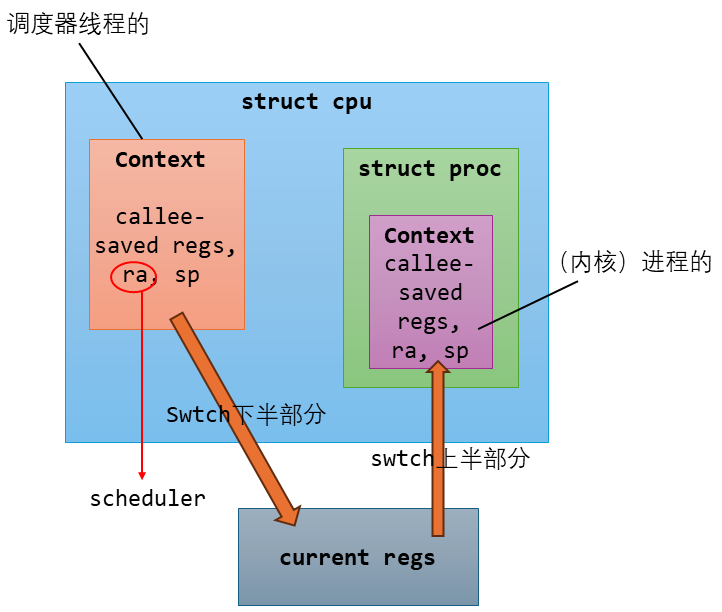 调度器线程的
struct cpu
Context
callee-
saved regs,
ra, sp
struct proc
Context
callee-
saved
regs,
ra, sp
（内核）进程的
Swtch下半部分
swtch上半部分
scheduler
current regs